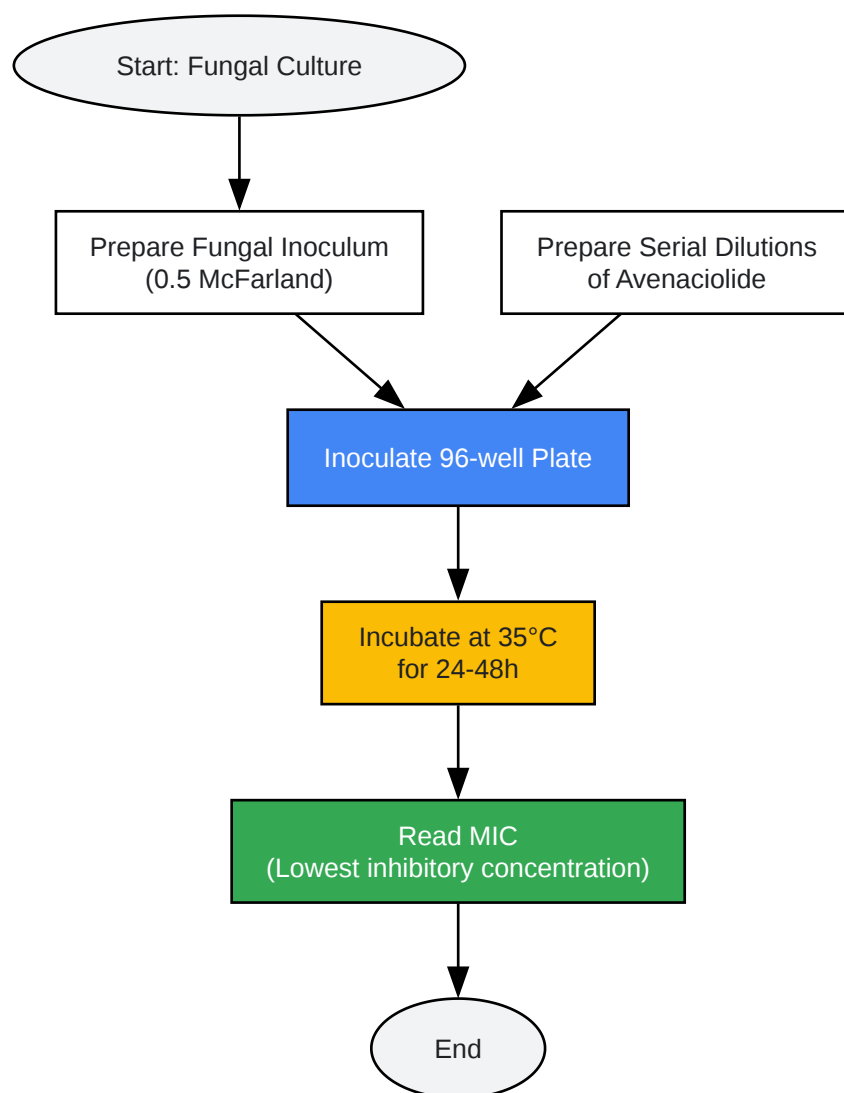 Start: Fungal Culture
Prepare Fungal Inoculum
(0.5 McFarland)
Prepare Serial Dilutions
of Avenaciolide
Inoculate 96-well Plate
Incubate at 35°C
for 24-48h
Read MIC
(Lowest inhibitory concentration)
End